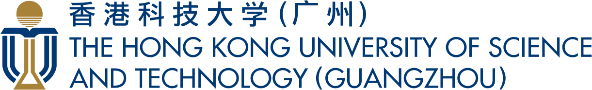 香港科技大学(广州)
THE HONG KONG UNIVERSITY OF SCIENCE
AND TECHNOLOGY (GUANGZHOU)